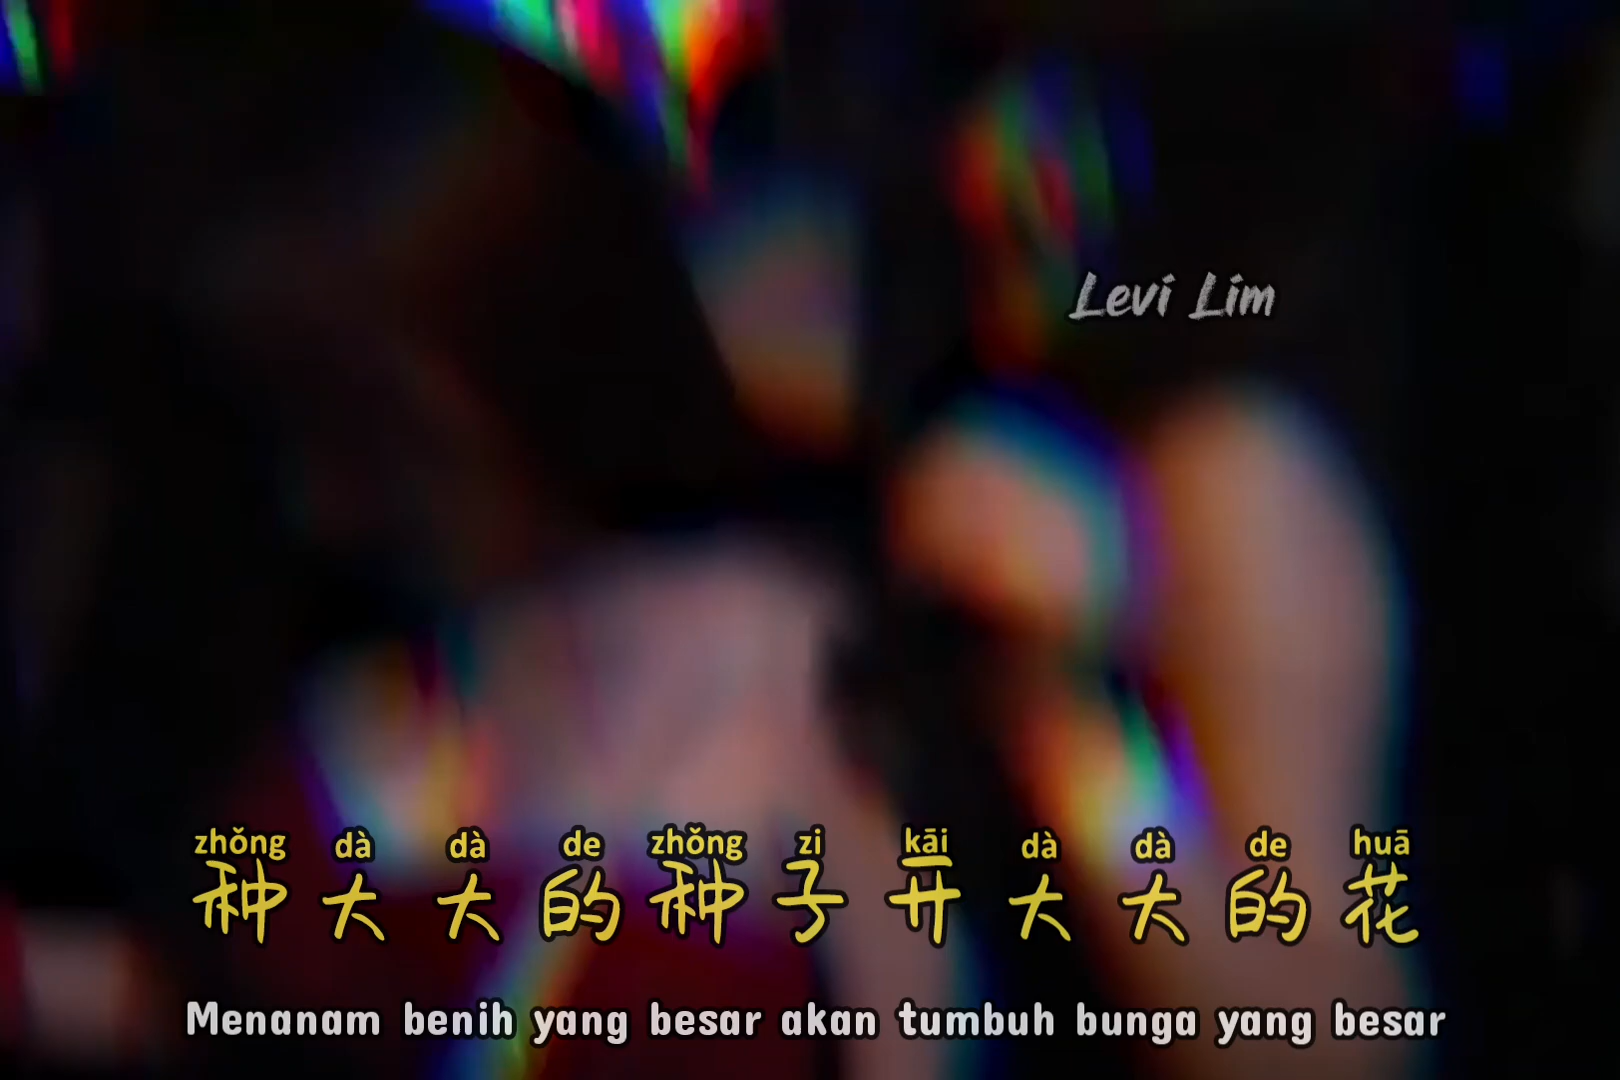 Levi Lim
zhǒng dà dà de zhǒng zi kāi dà dà de huā
种大大的种子开大大的花
Menanam benih yang besar akan tumbuh bunga yang besar